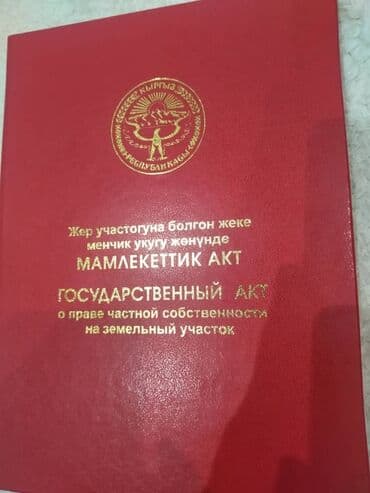 КЫРГЫЗ
РЕСПУБЛИКАСЫ
Жер участогуна болгон жеке
менчик укугу жөнүндө
МАМЛЕКЕТТИК АКТ
ГОСУДАРСТВЕННЫЙ АКТ
о праве частной собственности
на земельный участок